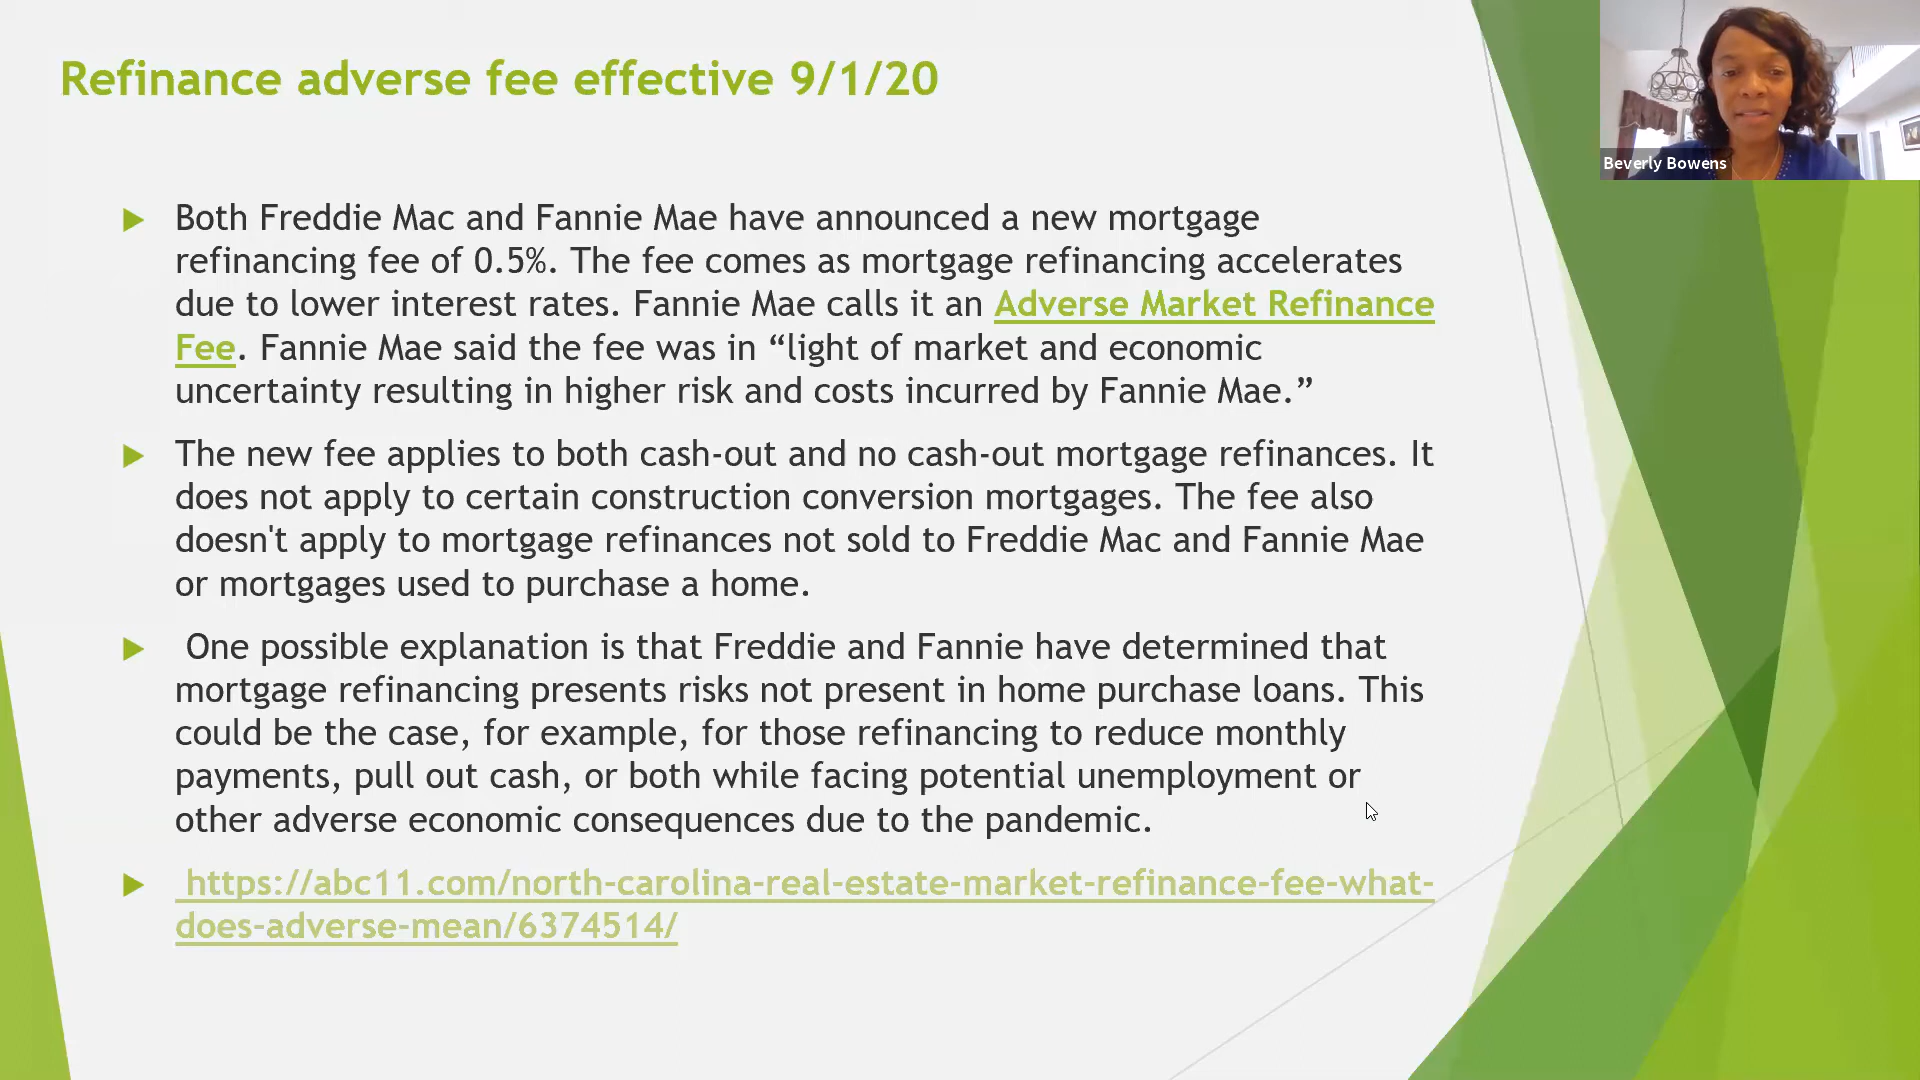 Refinance adverse fee effective 9/1/20
Beverly Bowens
Both Freddie Mac and Fannie Mae have announced a new mortgage
refinancing fee of 0.5%. The fee comes as mortgage refinancing accelerates
due to lower interest rates. Fannie Mae calls it an Adverse Market Refinance
Fee. Fannie Mae said the fee was in “light of market and economic
uncertainty resulting in higher risk and costs incurred by Fannie Mae.”
The new fee applies to both cash-out and no cash-out mortgage refinances. It
does not apply to certain construction conversion mortgages. The fee also
doesn't apply to mortgage refinances not sold to Freddie Mac and Fannie Mae
or mortgages used to purchase a home.
One possible explanation is that Freddie and Fannie have determined that
mortgage refinancing presents risks not present in home purchase loans. This
could be the case, for example, for those refinancing to reduce monthly
payments, pull out cash, or both while facing potential unemployment or
other adverse economic consequences due to the pandemic.
https://abc11.com/north-carolina-real-estate-market-refinance-fee-what-
does-adverse-mean/6374514/